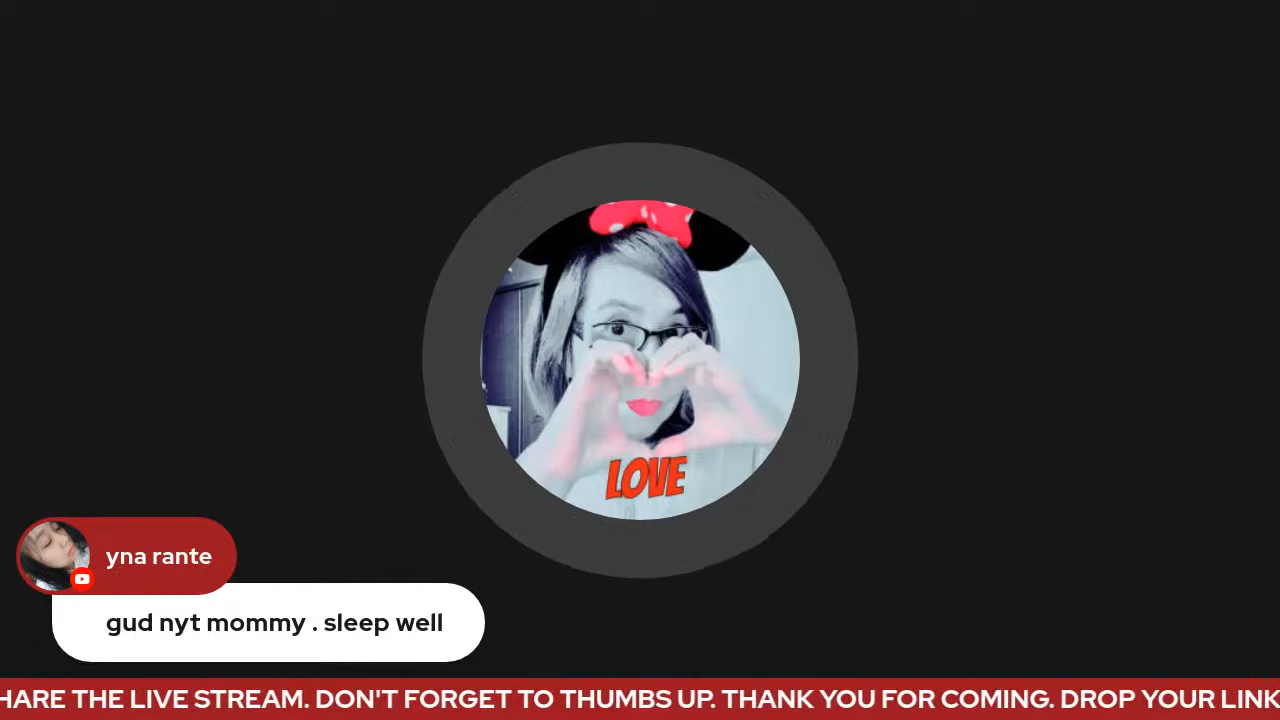 LOVE
yna rante
gud nyt mommy . sleep well
HARE THE LIVE STREAM. DON'T FORGET TO THUMBS UP. THANK YOU FOR COMING. DROP YOUR LINK